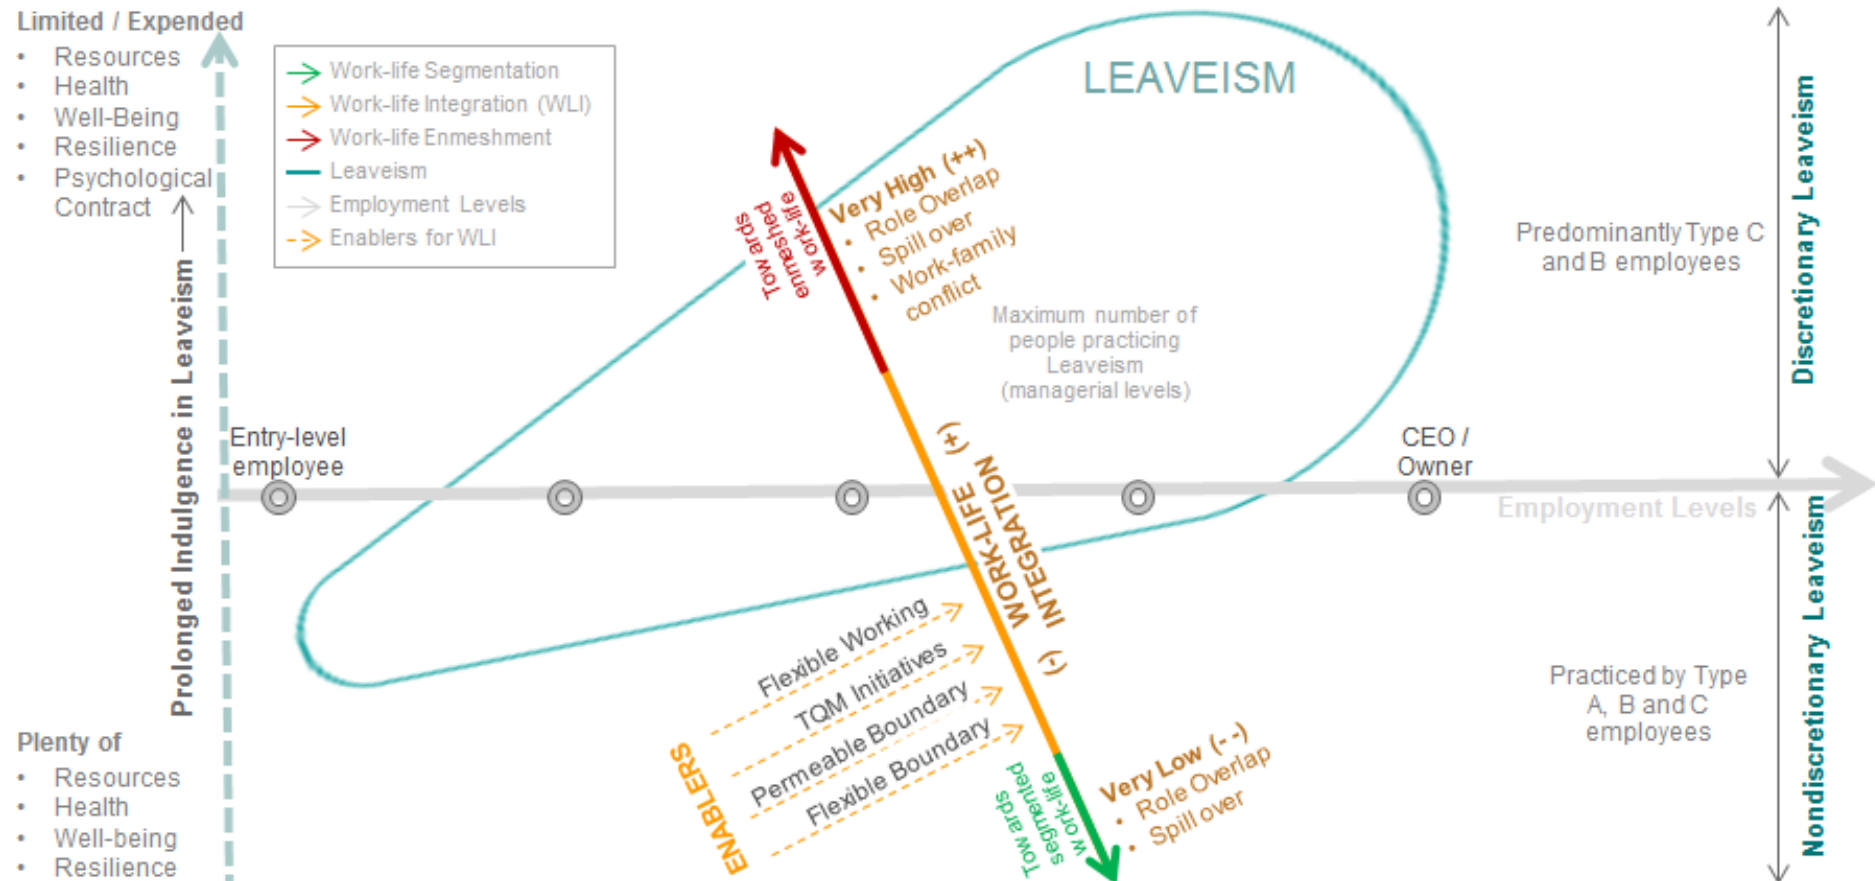 Limited / Expended
• Resources
• Health
• Well-Being
• Resilience
• Psychological
Contract
Prolonged Indulgence in Leaveism
Plenty of
• Resources
• Health
• Well-being
• Resilience
Work-life Segmentation
Work-life Integration (WLI)
Work-life Enmeshment
Leaveism
Employment Levels
Enablers for WLI
LEAVEISM
Towards
enmeshed
work-life
Very High (++)
• Role Overlap
• Spill over
• Work-family
conflict
Maximum number of
people practicing
Leaveism
(managerial levels)
Entry-level
employee
CEO /
Owner
Employment Levels
(+)
WORK-LIFE
INTEGRATION
(-)
ENABLERS
Flexible Working
TQM Initiatives
Permeable Boundary
Flexible Boundary
Towards
segmented
work-life
Very Low (- -)
• Role Overlap
• Spill over
Predominantly Type C
and B employees
Discretionary Leaveism
Practiced by Type
A, B and C
employees
Nondiscretionary Leaveism